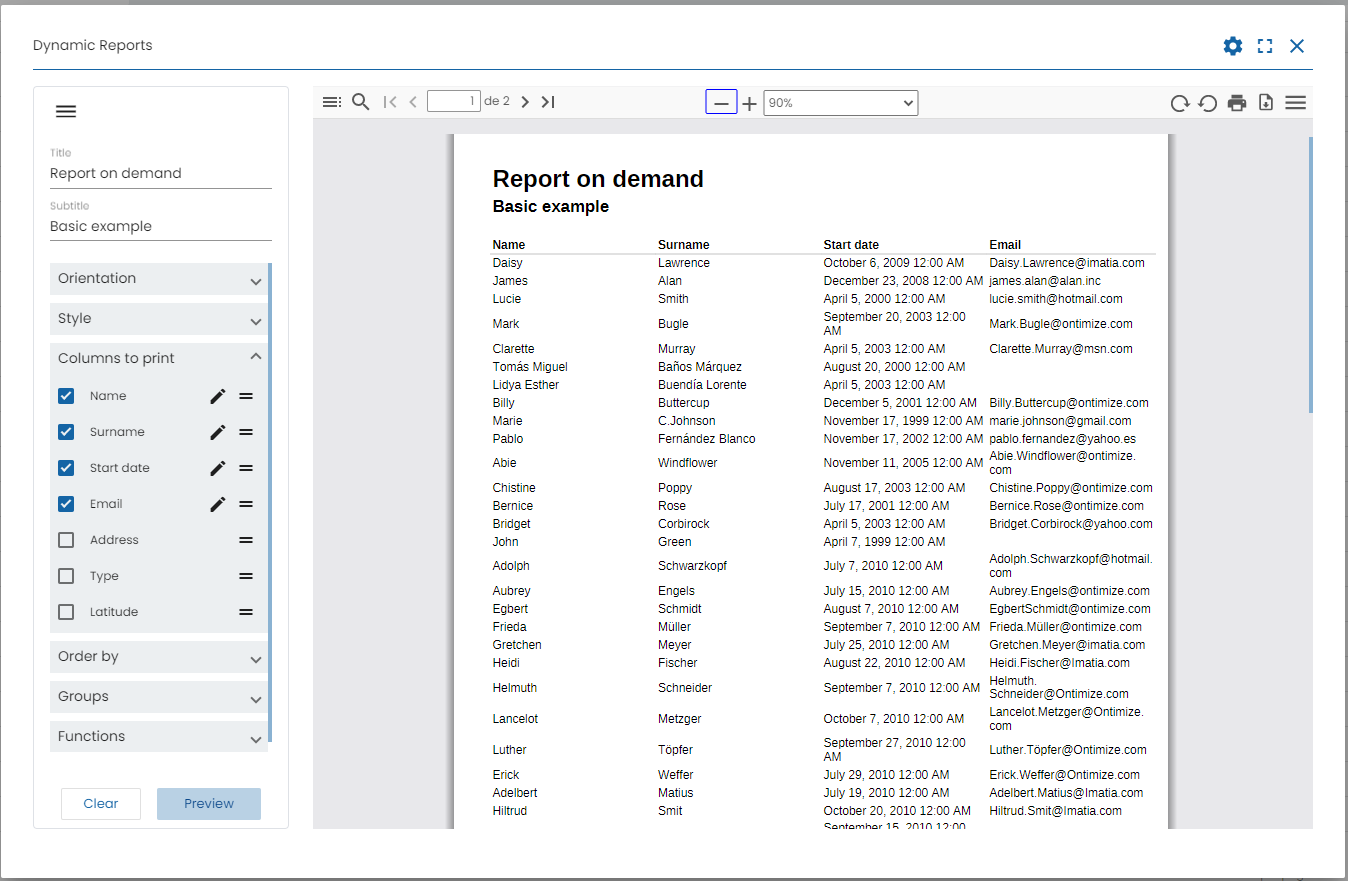 Dynamic Reports
Title
Report on demand
Subtitle
Basic example
Orientation
Style
Columns to print
Name
Surname
Start date
Email
Address
Type
Latitude
Order by
Groups
Functions
Clear Preview
1 de 2
90%
Report on demand
Basic example
Name Surname Start date Email
Daisy Lawrence October 6, 2009 12:00 AM Daisy.Lawrence@imatia.com
James Alan December 23, 2008 12:00 AM james.alan@alan.inc
Lucie Smith April 5, 2000 12:00 AM lucie.smith@hotmail.com
Mark Bugle September 20, 2003 12:00
AM Mark.Bugle@ontimize.com
Clarette Murray April 5, 2003 12:00 AM Clarette.Murray@msn.com
Tomás Miguel Baños Márquez August 20, 2000 12:00 AM
Lidya Esther Buendía Lorente April 5, 2003 12:00 AM
Billy Buttercup December 5, 2001 12:00 AM Billy.Buttercup@ontimize.com
Marie C.Johnson November 17, 1999 12:00 AM marie.johnson@gmail.com
Pablo Fernández Blanco November 17, 2002 12:00 AM pablo.fernandez@yahoo.es
Abie Windflower November 11, 2005 12:00 AM Abie.Windflower@ontimize.
com
Chistine Poppy August 17, 2003 12:00 AM Chistine.Poppy@ontimize.com
Bernice Rose July 17, 2001 12:00 AM Bernice.Rose@ontimize.com
Bridget Corbirock April 5, 2003 12:00 AM Bridget.Corbirock@yahoo.com
John Green April 7, 1999 12:00 AM
Adolph Schwarzkopf July 7, 2010 12:00 AM Adolph.Schwarzkopf@hotmail.
com
Aubrey Engels July 15, 2010 12:00 AM Aubrey.Engels@ontimize.com
Egbert Schmidt August 7, 2010 12:00 AM EgbertSchmidt@ontimize.com
Frieda Müller September 7, 2010 12:00 AM Frieda.Müller@ontimize.com
Gretchen Meyer July 25, 2010 12:00 AM Gretchen.Meyer@imatia.com
Heidi Fischer August 22, 2010 12:00 AM Heidi.Fischer@Imatia.com
Helmuth Schneider September 7, 2010 12:00 AM Helmuth.
Schneider@Ontimize.com
Lancelot Metzger October 7, 2010 12:00 AM Lancelot.Metzger@Ontimize.
com
Luther Töpfer September 27, 2010 12:00
AM Luther.Töpfer@Ontimize.com
Erick Weffer July 29, 2010 12:00 AM Erick.Weffer@Ontimize.com
Adelbert Matius July 19, 2010 12:00 AM Adelbert.Matius@Imatia.com
Hiltrud Smit October 20, 2010 12:00 AM Hiltrud.Smit@Imatia.com
September 15, 2010 12:00